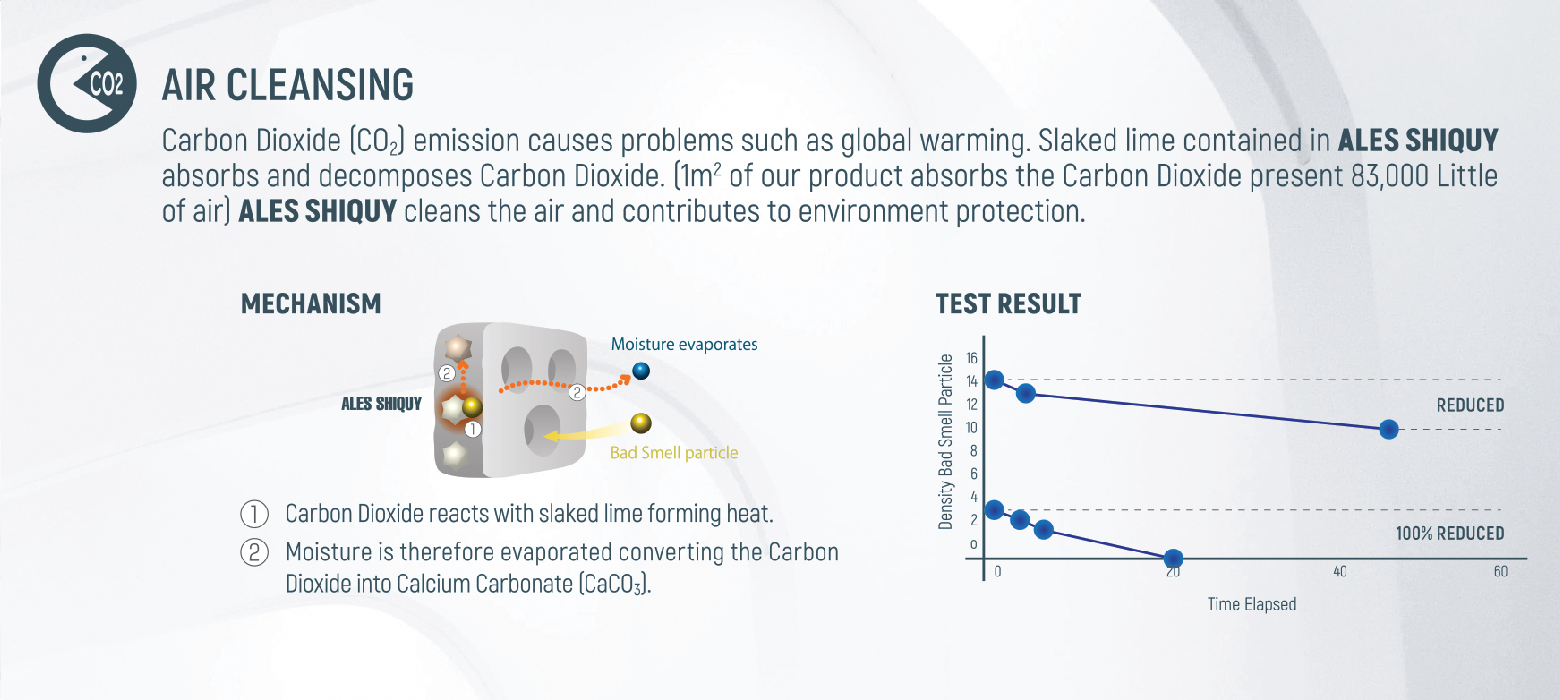 CO2
AIR CLEANSING
Carbon Dioxide (CO₂) emission causes problems such as global warming. Slaked lime contained in ALES SHIQUY
absorbs and decomposes Carbon Dioxide. (1m² of our product absorbs the Carbon Dioxide present 83,000 Little
of air) ALES SHIQUY cleans the air and contributes to environment protection.
MECHANISM
Moisture evaporates
2
2
ALES SHIQUY
1
Bad Smell particle
1 Carbon Dioxide reacts with slaked lime forming heat.
2 Moisture is therefore evaporated converting the Carbon
Dioxide into Calcium Carbonate (CaCO₃).
TEST RESULT
Density Bad Smell Particle
16
14
12
10
8
6
4
2
0
REDUCED
100% REDUCED
0 20 40 60
Time Elapsed